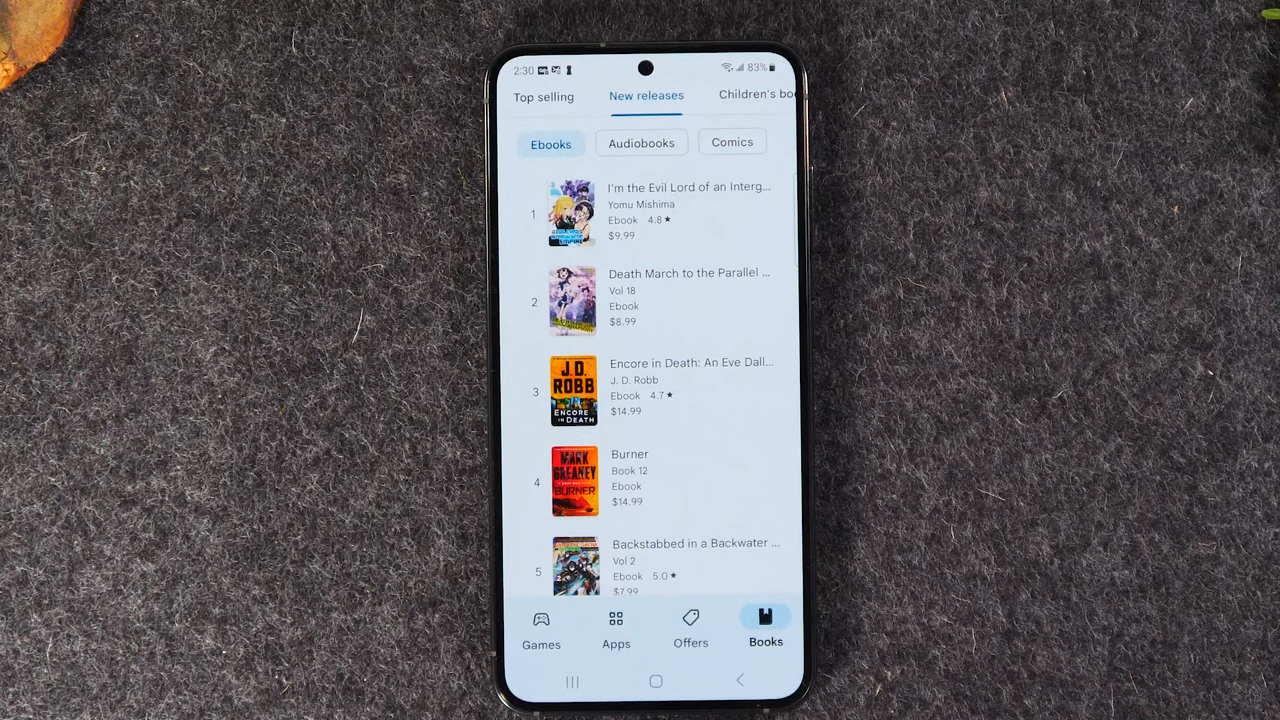 2:30
83%
Top selling
New releases
Children's boo
Ebooks
Audiobooks
Comics
1
I'm the Evil Lord of an Interg...
Yomu Mishima
Ebook 4.8★
$9.99
EMPIRE
2
Death March to the Parallel ...
Vol 18
Ebook
$8.99
3
J.D.
ROBB
ENCORE
IN DEATH
Encore in Death: An Eve Dall...
J. D. Robb
Ebook 4.7★
$14.99
4
MARK
GREANEY
BURNER
Burner
Book 12
Ebook
$14.99
5
Backstabbed in a Backwater ...
Vol 2
Ebook 5.0★
$7.99
Games
Apps
Offers
Books